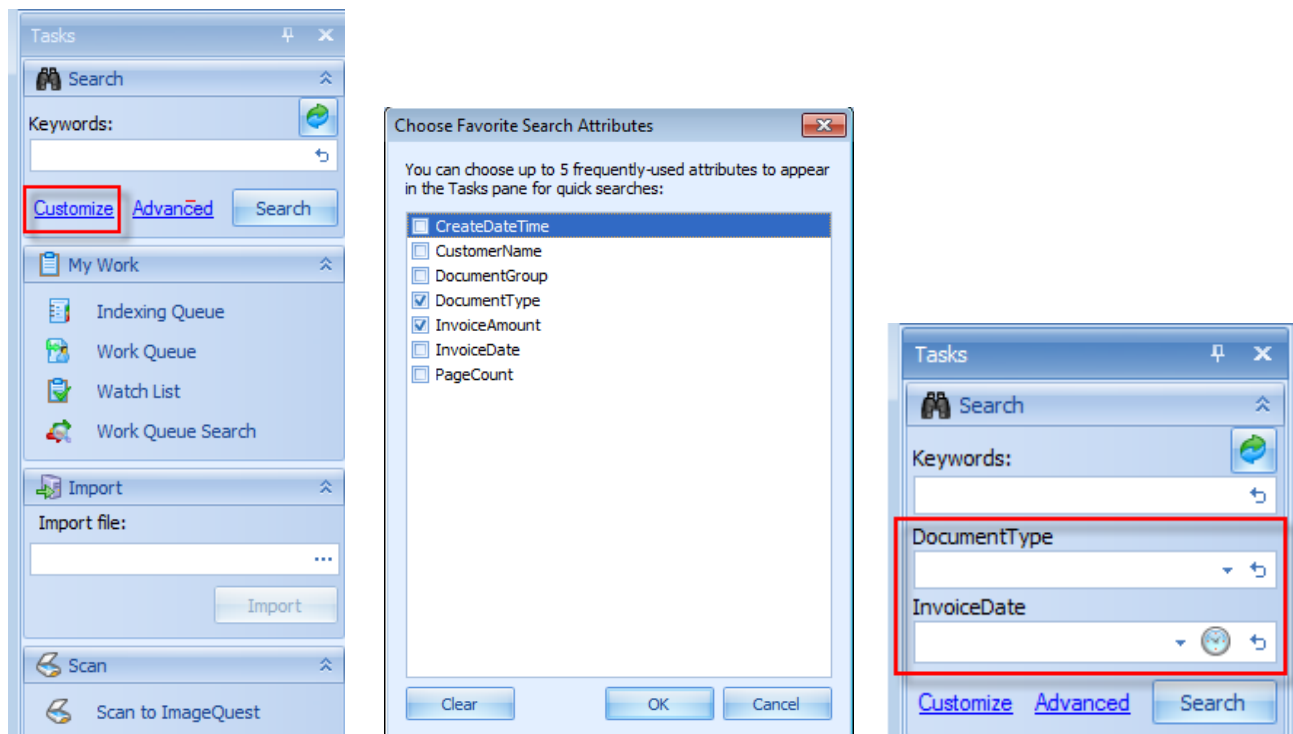 Tasks
Search
Keywords:
Customize Advanced Search
My Work
Indexing Queue
Work Queue
Watch List
Work Queue Search
Import
Import file:
...
Import
Scan
Scan to ImageQuest
Choose Favorite Search Attributes
You can choose up to 5 frequently-used attributes to appear
in the Tasks pane for quick searches:
CreateDateTime
CustomerName
DocumentGroup
DocumentType
InvoiceAmount
InvoiceDate
PageCount
Clear OK Cancel
Tasks
Search
Keywords:
DocumentType
InvoiceDate
Customize Advanced Search